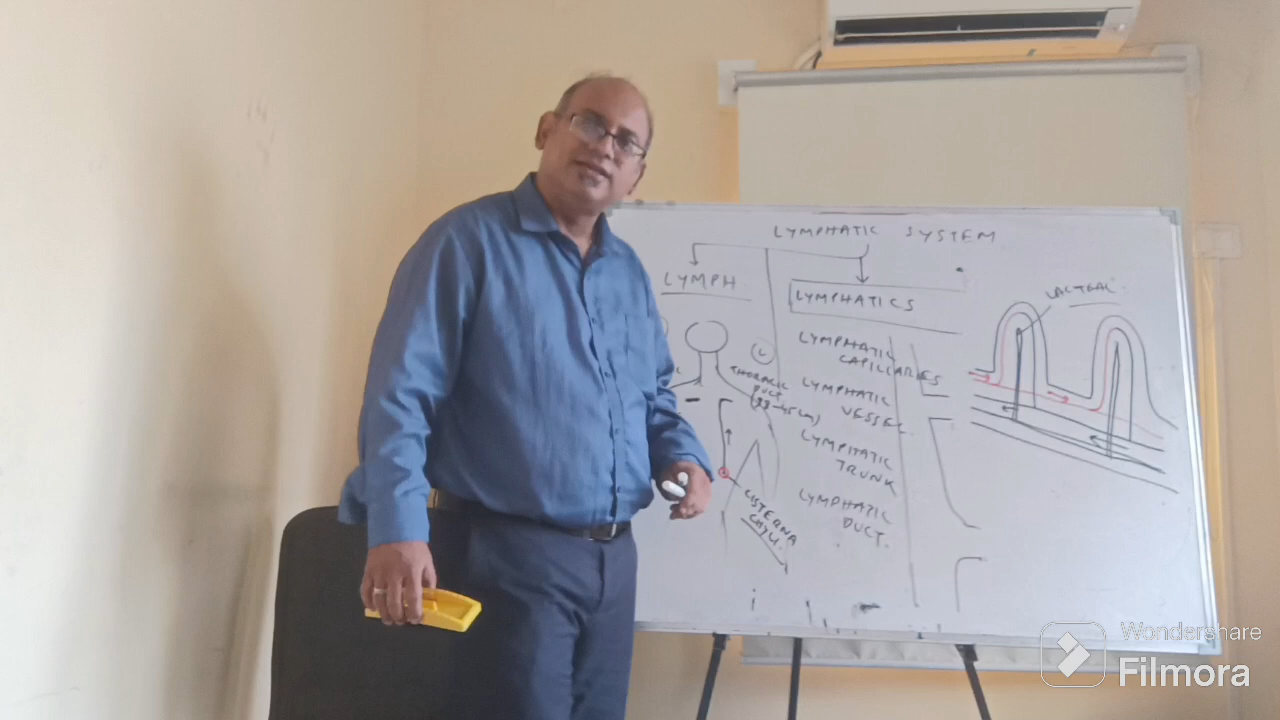 LYMPHATIC SYSTEM
LYMPH
LYMPHATICS
LACTEAL
L
THORACIC
DUCT
LYMPHATIC
CAPILLARIES
LYMPHATIC
VESSEL
LYMPHATIC
TRUNK
LYMPHATIC
DUCT.
CISTERNA
CHYLI
Wondershare
Filmora